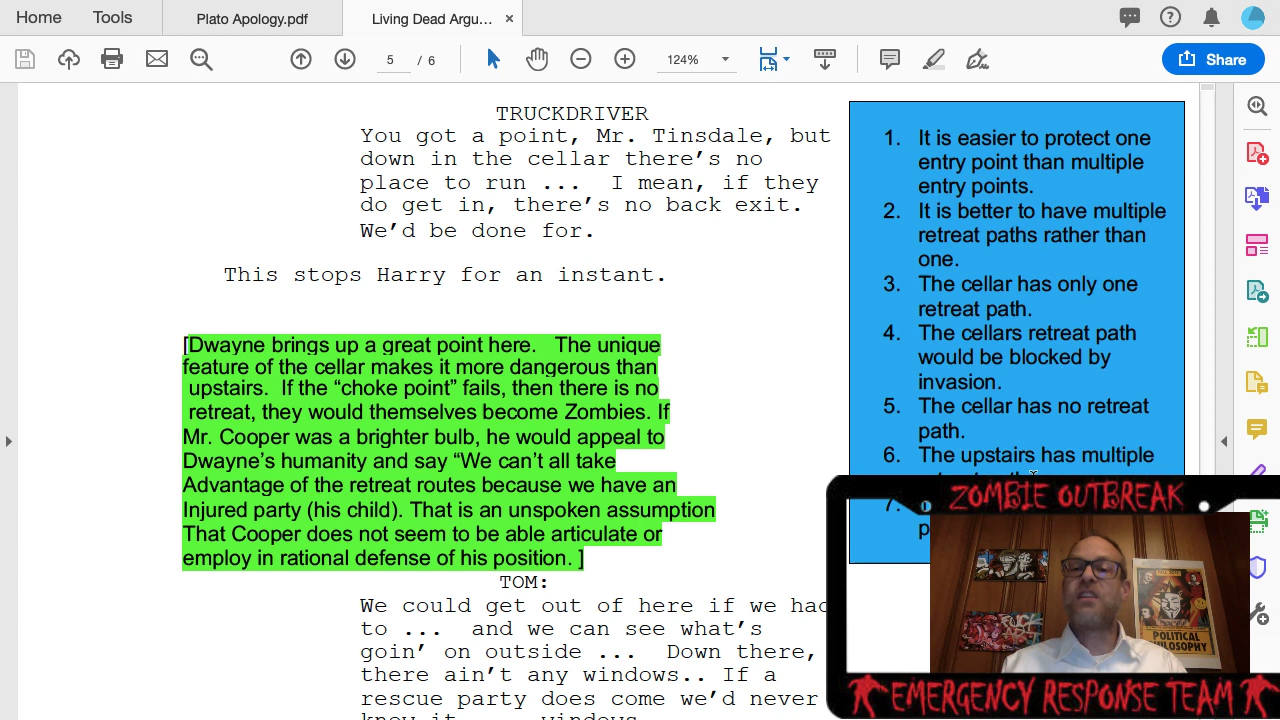 Home
Tools
Plato Apology.pdf
Living Dead Argu...
5 / 6
124%
Share
TRUCKDRIVER
You got a point, Mr. Tinsdale, but
down in the cellar there's no
place to run ... I mean, if they
do get in, there's no back exit.
We'd be done for.
This stops Harry for an instant.
[Dwayne brings up a great point here. The unique
feature of the cellar makes it more dangerous than
upstairs. If the "choke point" fails, then there is no
retreat, they would themselves become Zombies. If
Mr. Cooper was a brighter bulb, he would appeal to
Dwayne's humanity and say "We can't all take
Advantage of the retreat routes because we have an
Injured party (his child). That is an unspoken assumption
That Cooper does not seem to be able articulate or
employ in rational defense of his position. ]
TOM:
We could get out of here if we had
to ... and we can see what's
goin' on outside ... Down there,
there ain't any windows.. If a
rescue party does come we'd never
know it ... windows
1. It is easier to protect one
entry point than multiple
entry points.
2. It is better to have multiple
retreat paths rather than
one.
3. The cellar has only one
retreat path.
4. The cellars retreat path
would be blocked by
invasion.
5. The cellar has no retreat
path.
6. The upstairs has multiple
7.
ZOMBIE OUTBREAK
POLITICAL
PHILOSOPHY
EMERGENCY RESPONSE TEAM